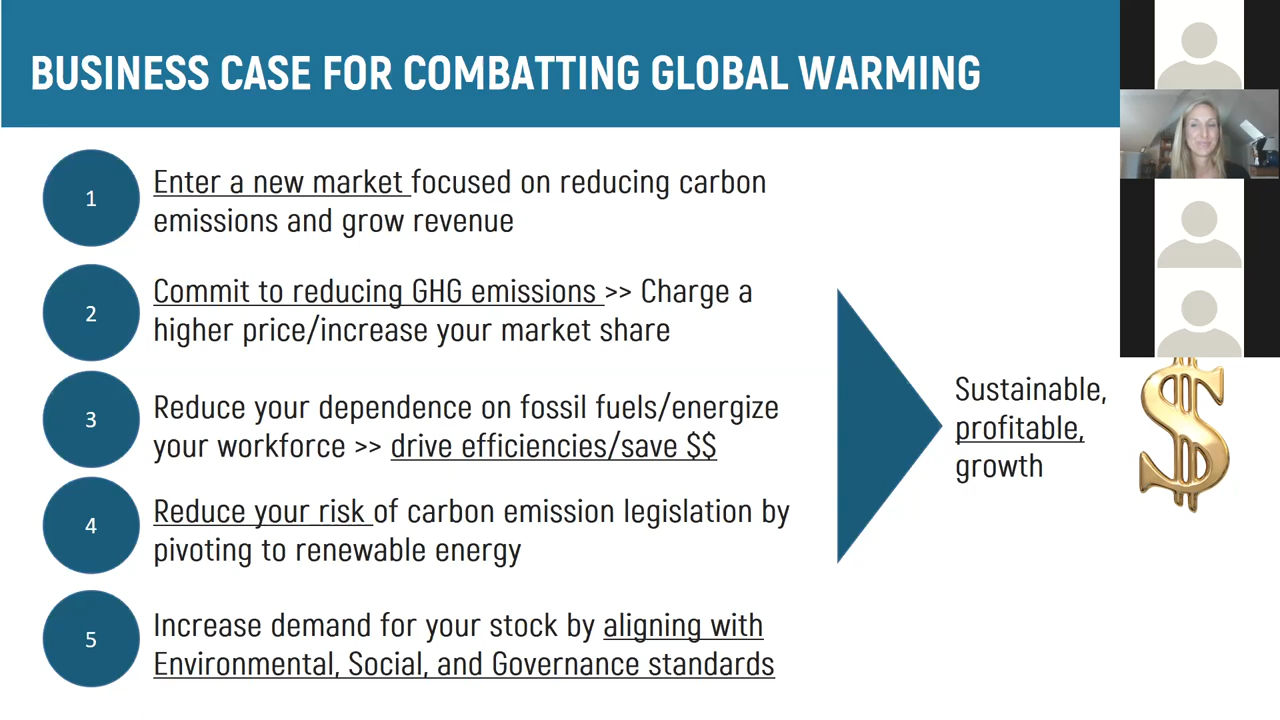 BUSINESS CASE FOR COMBATTING GLOBAL WARMING
1
Enter a new market focused on reducing carbon
emissions and grow revenue
2
Commit to reducing GHG emissions >> Charge a
higher price/increase your market share
3
Reduce your dependence on fossil fuels/energize
your workforce >> drive efficiencies/save $$
4
Reduce your risk of carbon emission legislation by
pivoting to renewable energy
5
Increase demand for your stock by aligning with
Environmental, Social, and Governance standards
Sustainable,
profitable,
growth
$